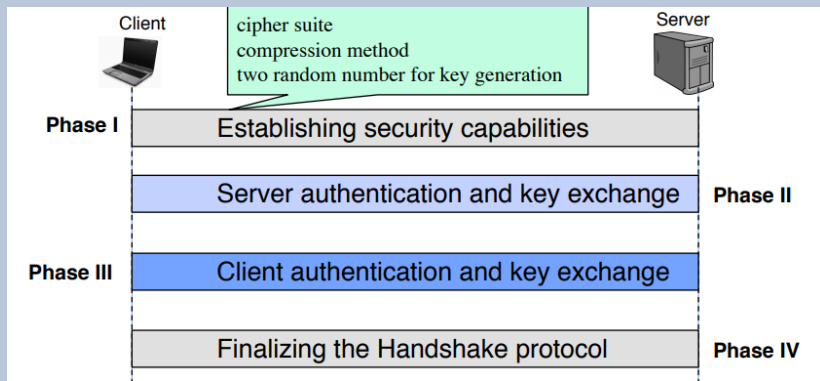 Client
Server
cipher suite
compression method
two random number for key generation
Phase I
Establishing security capabilities
Server authentication and key exchange
Phase II
Phase III
Client authentication and key exchange
Finalizing the Handshake protocol
Phase IV